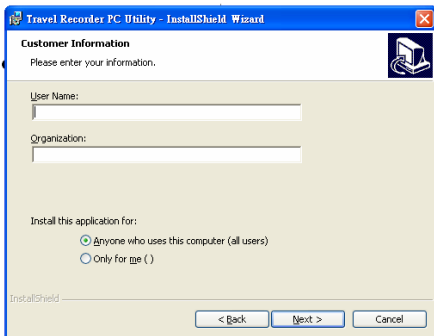 Travel Recorder PC Utility - InstallShield Wizard
Customer Information
Please enter your information.
User Name:
Organization:
Install this application for:
Anyone who uses this computer (all users)
Only for me ( )
InstallShield
< Back Next > Cancel